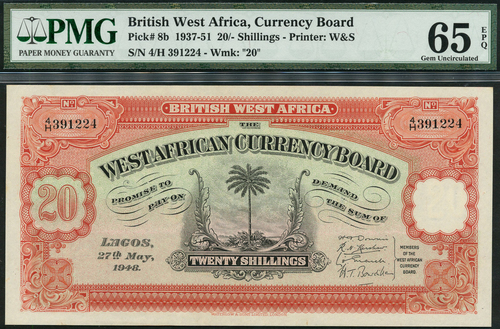 PMG
PAPER MONEY GUARANTY
British West Africa, Currency Board
Pick# 8b 1937-51 20/- Shillings - Printer: W&S
S/N 4/H 391224 - Wmk: "20"
65 EPQ
Gem Uncirculated
Nº Nº
BRITISH WEST AFRICA
4/H 391224 4/H 391224
THE
WEST AFRICAN CURRENCY BOARD
PROMISE TO PAY ON
DEMAND THE SUM OF
20
LAGOS,
27th May,
1948.
MEMBERS
OF THE
WEST AFRICAN
CURRENCY
BOARD.
TWENTY SHILLINGS